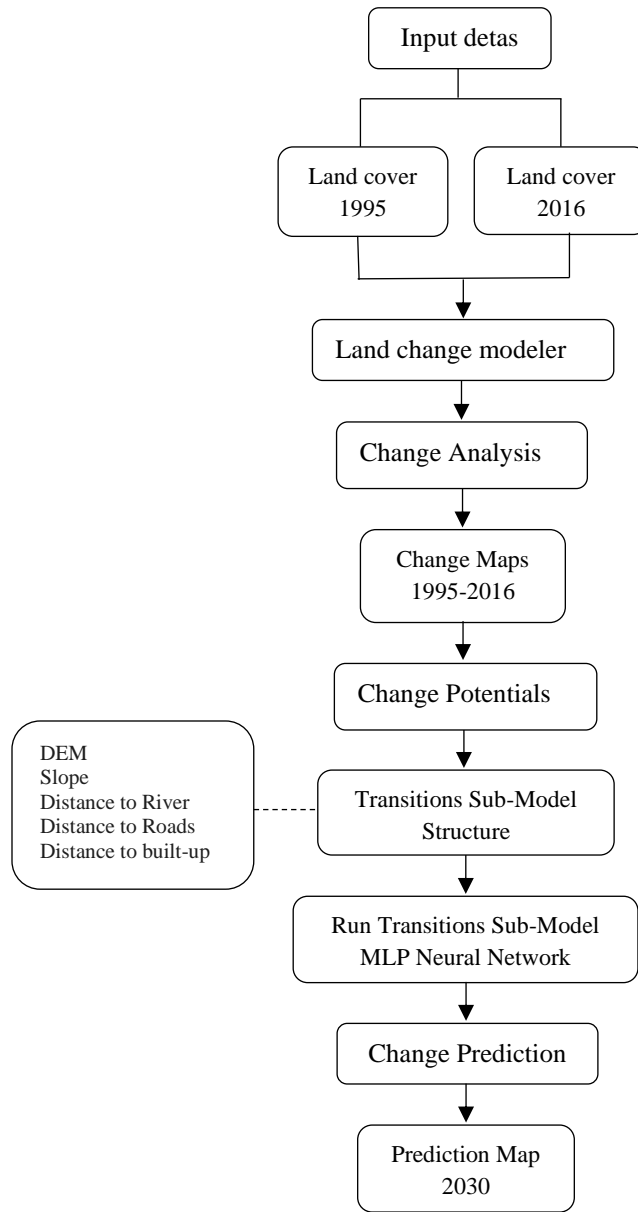 Input detas
Land cover
1995
Land cover
2016
Land change modeler
Change Analysis
Change Maps
1995-2016
Change Potentials
DEM
Slope
Distance to River
Distance to Roads
Distance to built-up
Transitions Sub-Model
Structure
Run Transitions Sub-Model
MLP Neural Network
Change Prediction
Prediction Map
2030